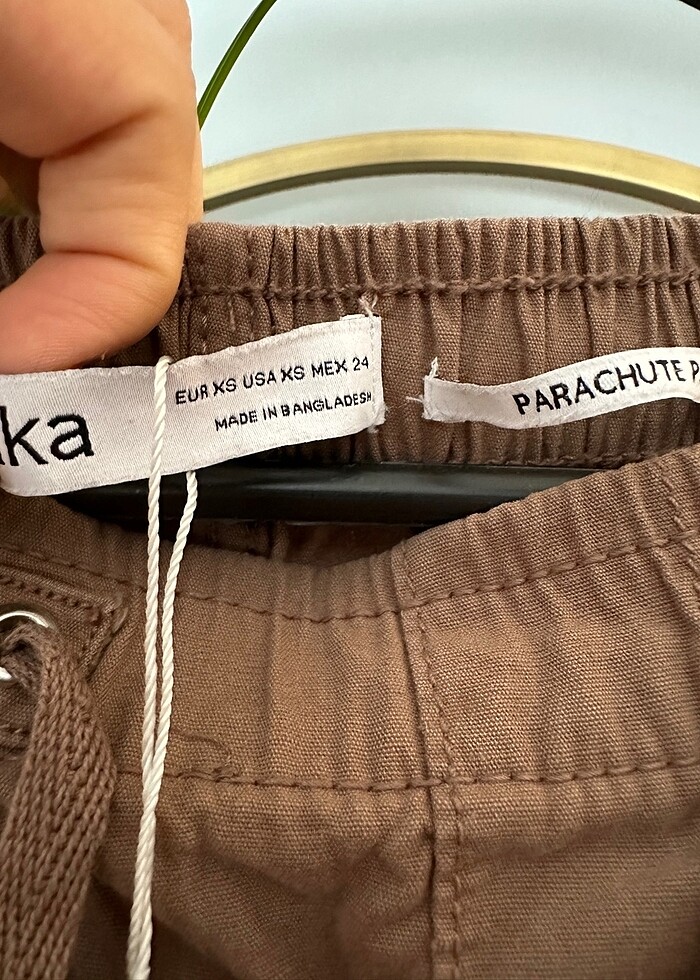 ka
EUR XS USA XS MEX 24
MADE IN BANGLADESH
PARACHUTE P